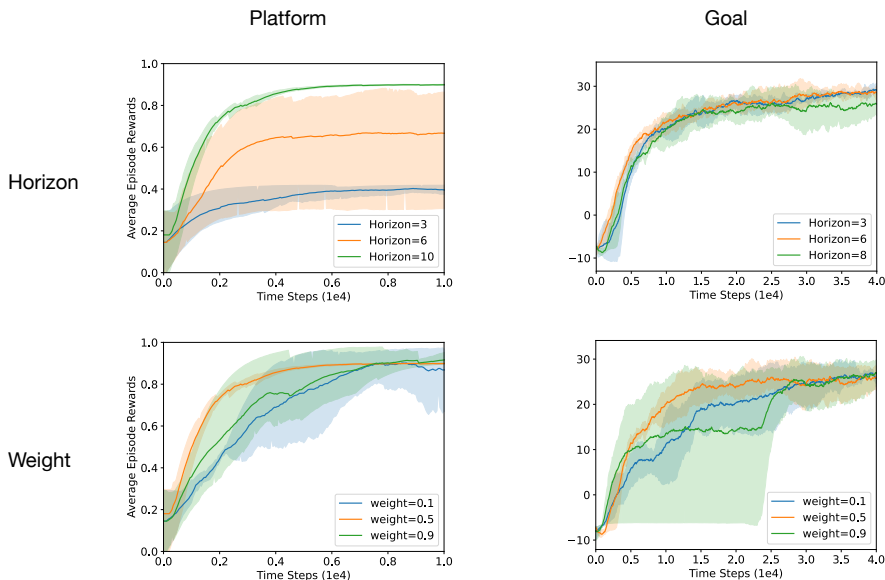 Platform
Goal
Horizon
Average Episode Rewards
1.0
0.8
0.6
0.4
0.2
0.0
0.0 0.2 0.4 0.6 0.8 1.0
Time Steps (1e4)
Horizon=3
Horizon=6
Horizon=10
30
20
10
0
−10
0.0 0.5 1.0 1.5 2.0 2.5 3.0 3.5 4.0
Time Steps (1e4)
Horizon=3
Horizon=6
Horizon=8
Weight
Average Episode Rewards
1.0
0.8
0.6
0.4
0.2
0.0
0.0 0.2 0.4 0.6 0.8 1.0
Time Steps (1e4)
weight=0.1
weight=0.5
weight=0.9
30
20
10
0
−10
0.0 0.5 1.0 1.5 2.0 2.5 3.0 3.5 4.0
Time Steps (1e4)
weight=0.1
weight=0.5
weight=0.9